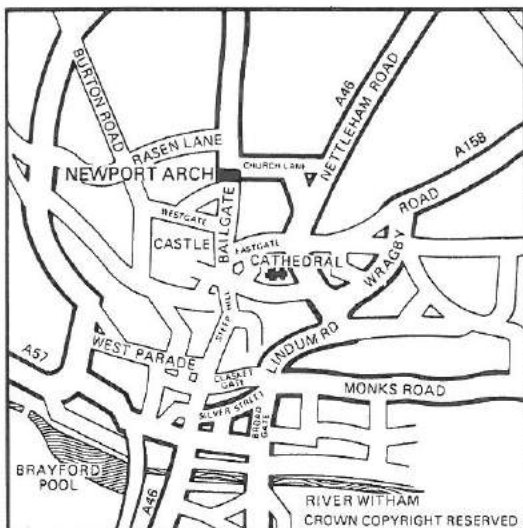 BURTON ROAD
A46
NETTLEHAM ROAD
A158
RASEN LANE
CHURCH LANE
NEWPORT ARCH
WESTGATE
BAILGATE
ROAD
CASTLE
EASTGATE
CATHEDRAL
WRAGBY
STEEP HILL
LINDUM RD
A57
WEST PARADE
CLASKET GATE
MONKS ROAD
SILVER STREET
BROAD GATE
BRAYFORD
POOL
A46
RIVER WITHAM
CROWN COPYRIGHT RESERVED